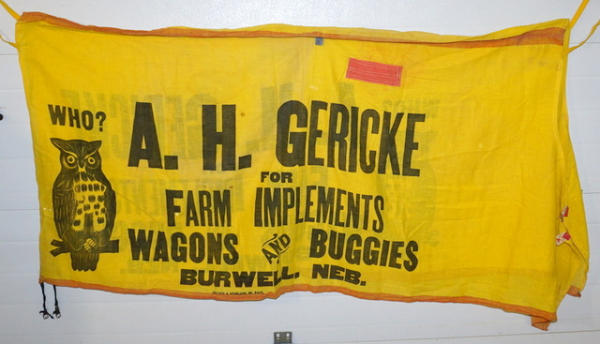 WHO?
A. H. GERICKE
FOR
FARM IMPLEMENTS
WAGONS AND BUGGIES
BURWELL, NEB.